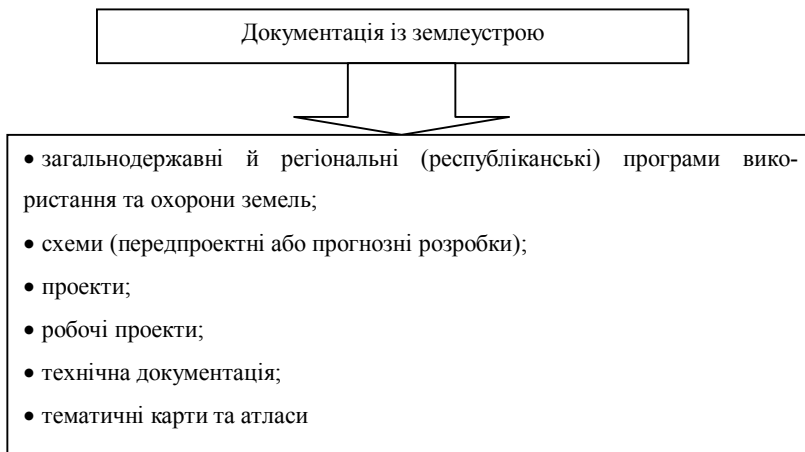 Документація із землеустрою
• загальнодержавні й регіональні (республіканські) програми вико-
ристання та охорони земель;
• схеми (передпроектні або прогнозні розробки);
• проекти;
• робочі проекти;
• технічна документація;
• тематичні карти та атласи